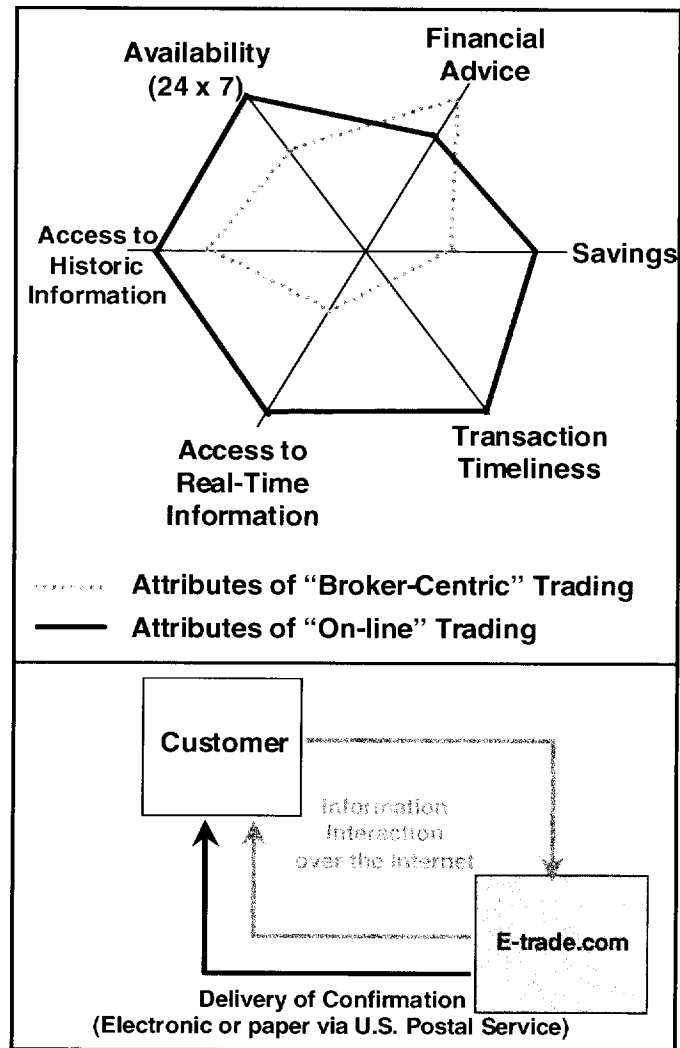 Availability
(24 x 7)
Financial
Advice
Access to
Historic
Information
Savings
Access to
Real-Time
Information
Transaction
Timeliness
Attributes of “Broker-Centric” Trading
Attributes of “On-line” Trading
Customer
Information
Interaction
over the Internet
E-trade.com
Delivery of Confirmation
(Electronic or paper via U.S. Postal Service)